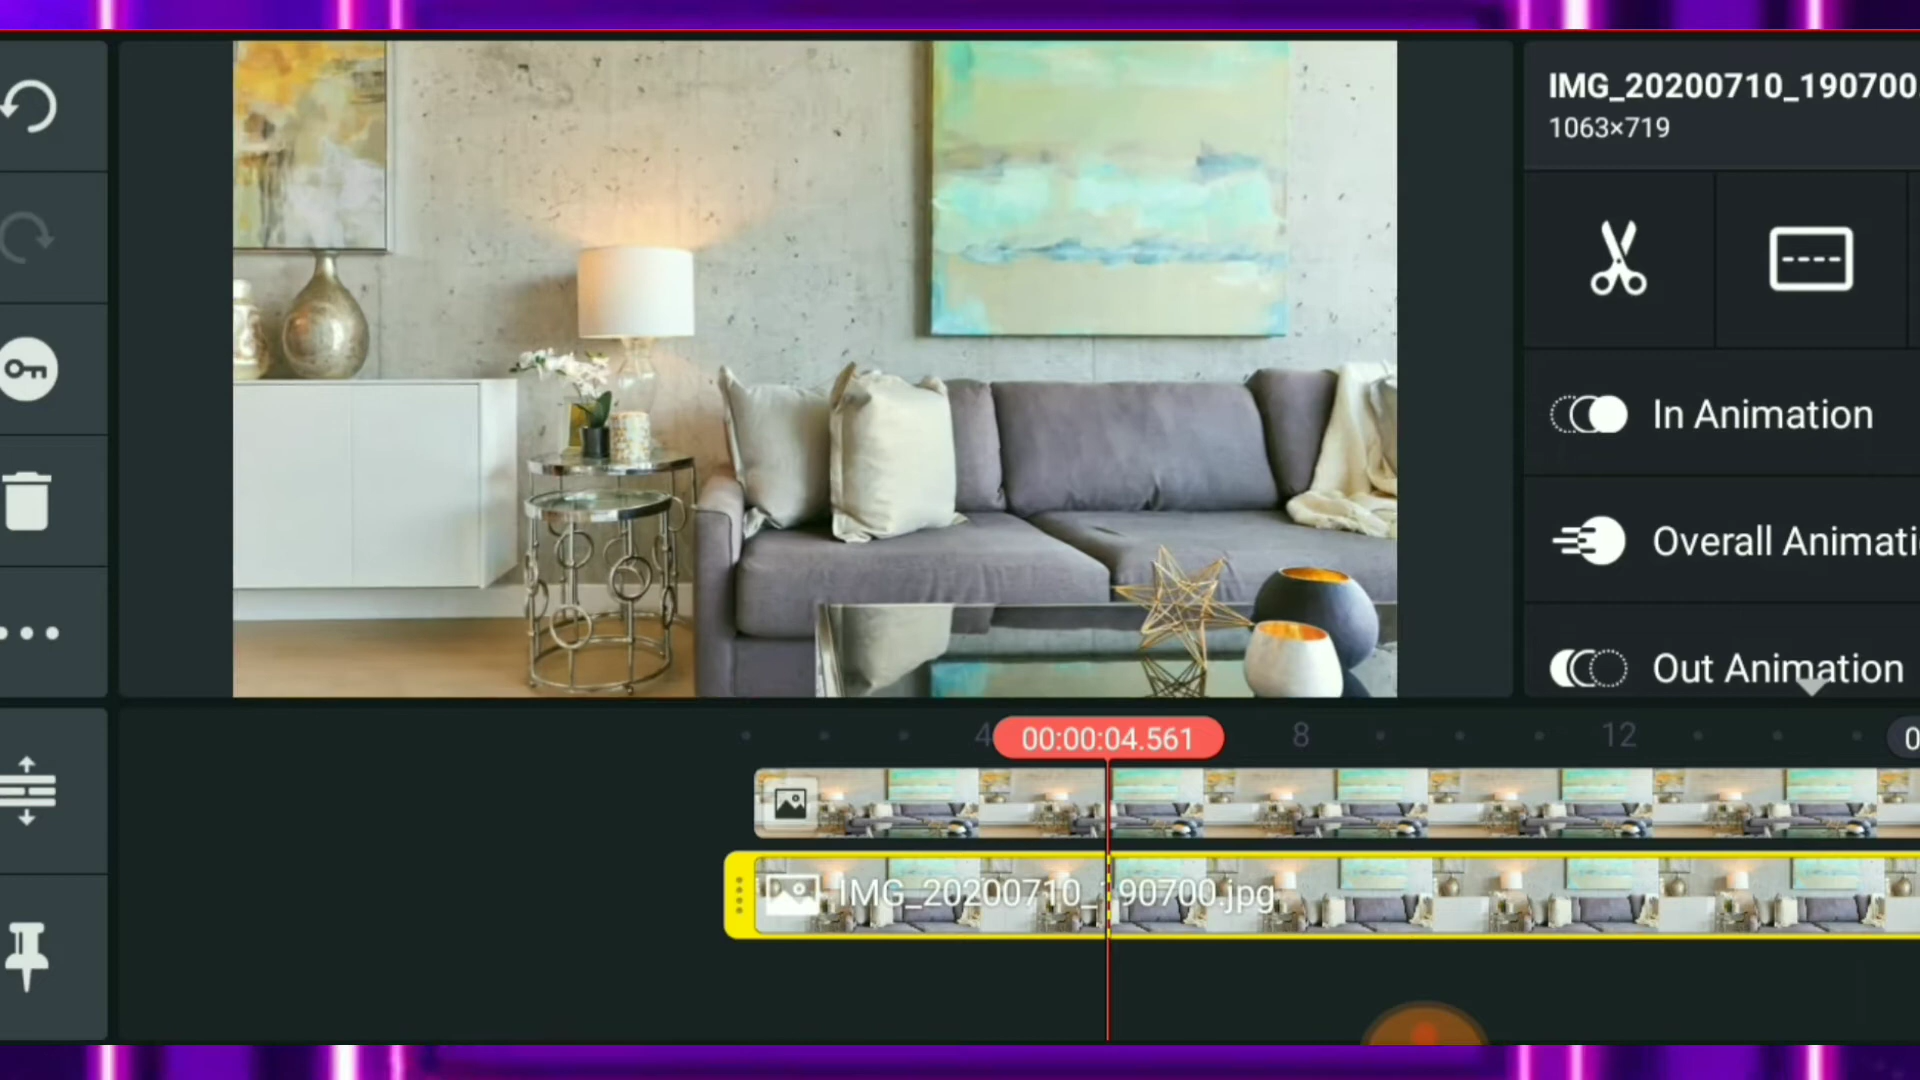 IMG_20200710_190700.
1063×719
In Animation
Overall Animati
Out Animation
4
00:00:04.561
8
12
0
IMG_20200710_190700.jpg